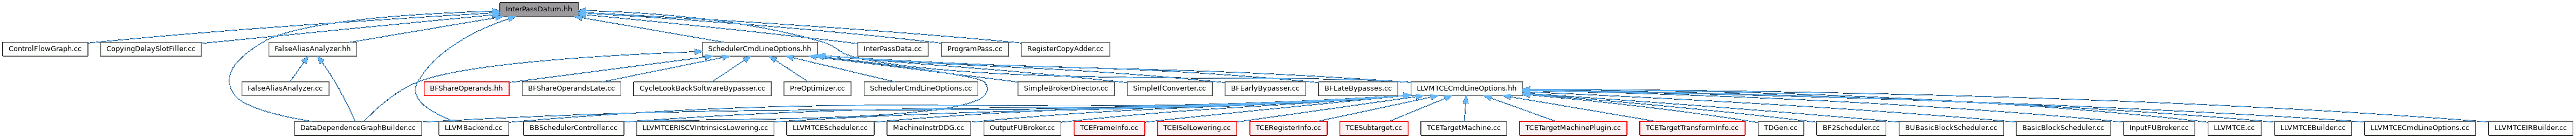 InterPassDatum.hh
ControlFlowGraph.cc
CopyingDelaySlotFiller.cc
FalseAliasAnalyzer.hh
SchedulerCmdLineOptions.hh
InterPassData.cc
ProgramPass.cc
RegisterCopyAdder.cc
FalseAliasAnalyzer.cc
BFShareOperands.hh
BFShareOperandsLate.cc
CycleLookBackSoftwareBypasser.cc
PreOptimizer.cc
SchedulerCmdLineOptions.cc
SimpleBrokerDirector.cc
SimpleIfConverter.cc
BFEarlyBypasser.cc
BFLateBypasses.cc
LLVMTCECmdLineOptions.hh
DataDependenceGraphBuilder.cc
LLVMBackend.cc
BBSchedulerController.cc
LLVMTCERISCVIntrinsicsLowering.cc
LLVMTCEScheduler.cc
MachineInstrDDG.cc
OutputFUBroker.cc
TCEFrameInfo.cc
TCEISelLowering.cc
TCERegisterInfo.cc
TCESubtarget.cc
TCETargetMachine.cc
TCETargetMachinePlugin.cc
TCETargetTransformInfo.cc
TDGen.cc
BF2Scheduler.cc
BUBasicBlockScheduler.cc
BasicBlockScheduler.cc
InputFUBroker.cc
LLVMTCE.cc
LLVMTCEBuilder.cc
LLVMTCECmdLineOptions.cc
LLVMTCEIRBuilder.cc